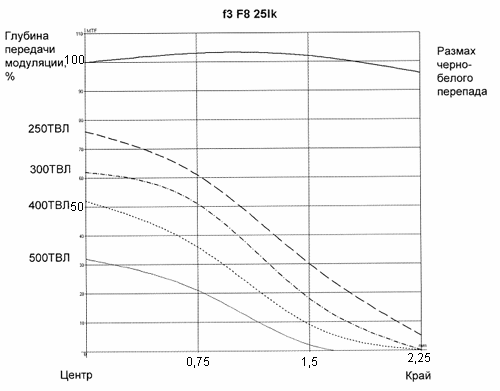 f3 F8 25lk
Глубина
передачи
модуляции,
%
MTF
Размах
черно-
белого
перепада
100
90
80
70
60
50
40
30
20
10
250ТВЛ
300ТВЛ
400ТВЛ
500ТВЛ
0,75
1,5
2,25
Центр
Край